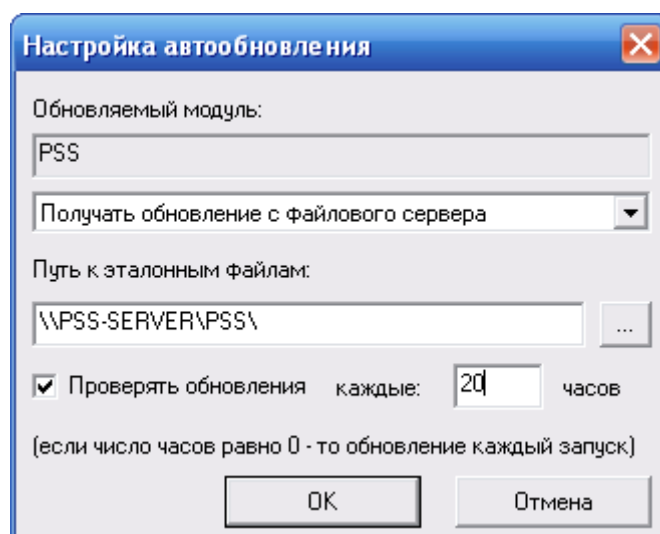 Настройка автообновления
Обновляемый модуль:
PSS
Получать обновление с файлового сервера
Путь к эталонным файлам:
\\PSS-SERVER\PSS\
...
Проверять обновления каждые: 20 часов
(если число часов равно 0 - то обновление каждый запуск)
OK Отмена